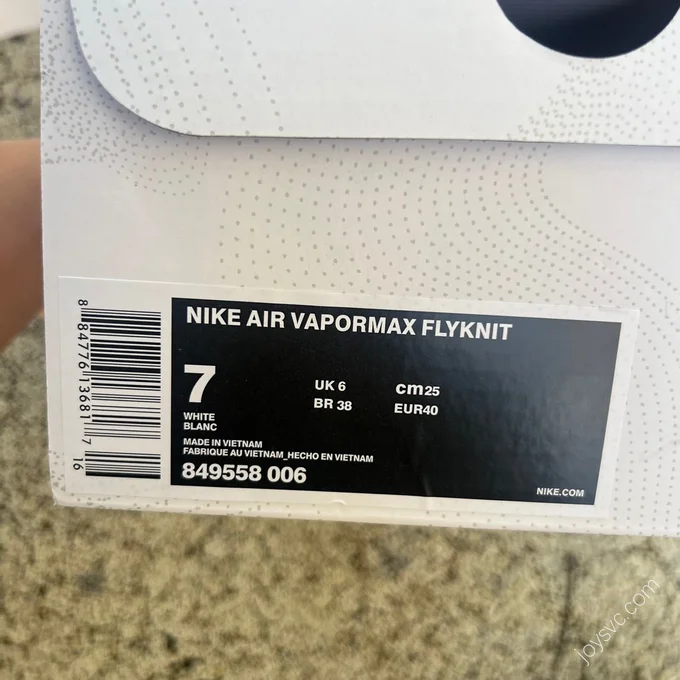 NIKE AIR VAPORMAX FLYKNIT
7
UK 6
cm25
BR 38
EUR40
WHITE
BLANC
MADE IN VIETNAM
FABRIQUE AU VIETNAM_HECHO EN VIETNAM
849558 006
NIKE.COM
8 84776 13681 7
16
joysvc.com